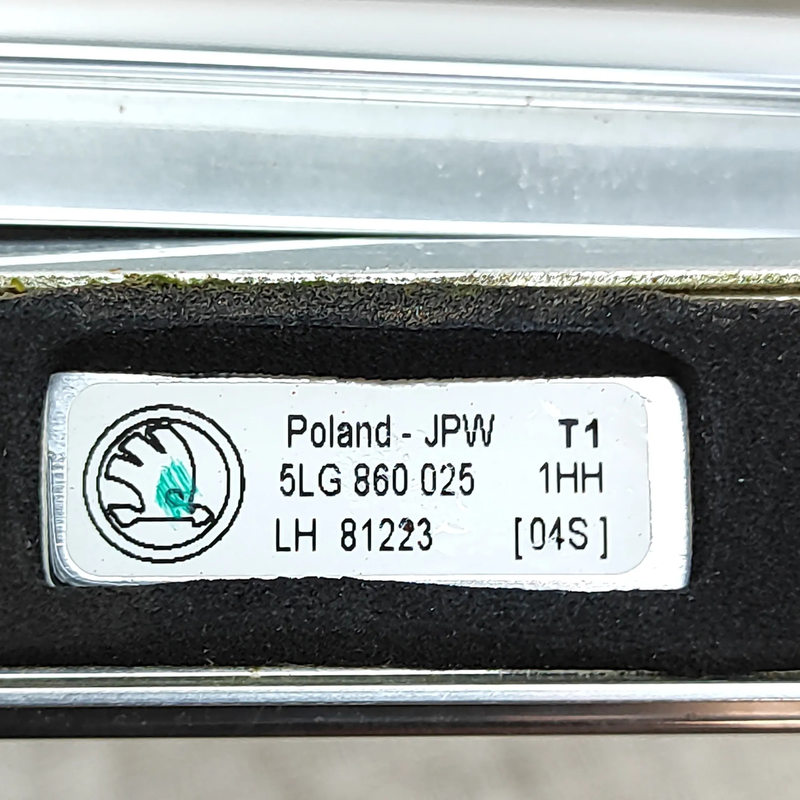 Poland - JPW T1
5LG 860 025 1HH
LH 81223 [04S]